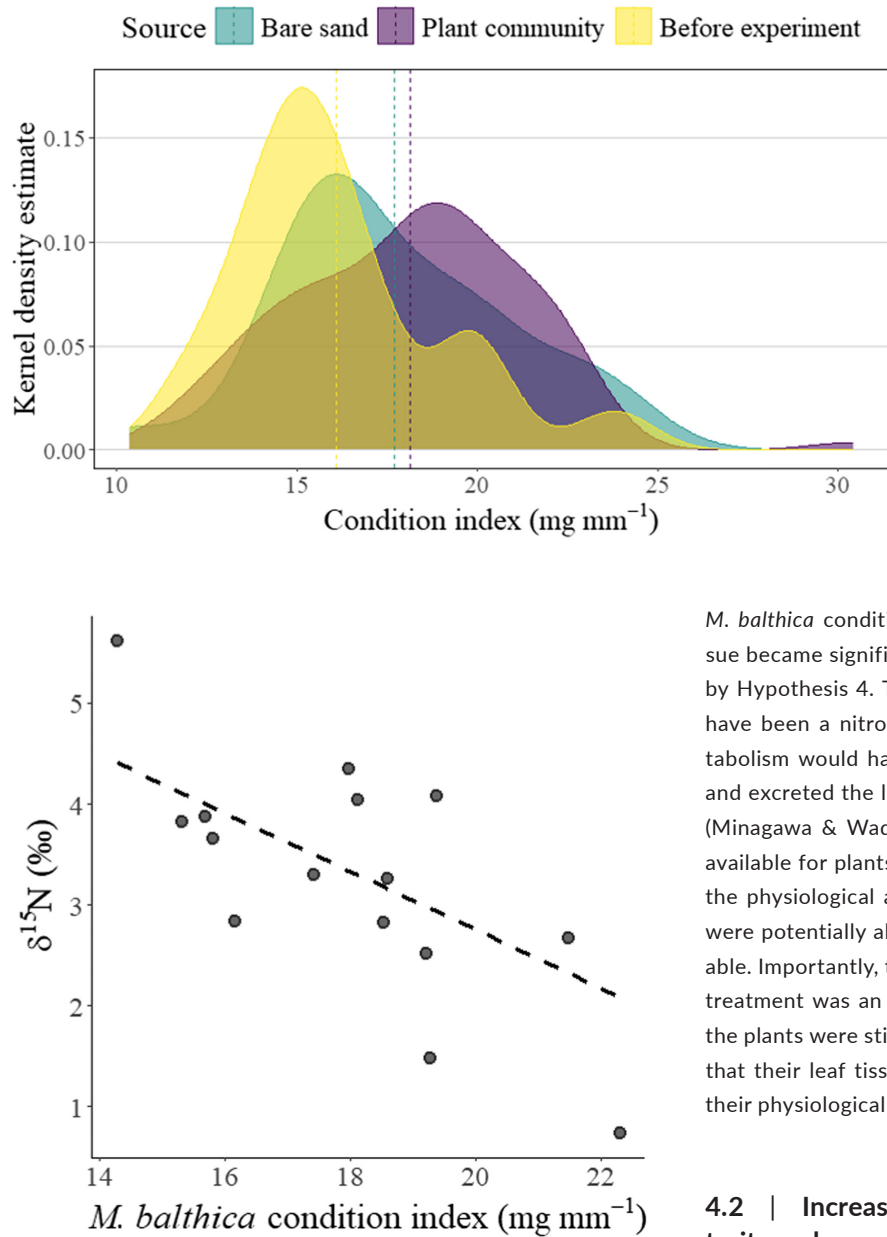 Source Bare sand Plant community Before experiment
Kernel density estimate
0.15
0.10
0.05
0.00
10 15 20 25 30
Condition index (mg mm⁻¹)
δ¹⁵N (‰)
5
4
3
2
1
14 16 18 20 22
M. balthica condition index (mg mm⁻¹)
M. balthica conditi
sue became signifi
by Hypothesis 4. T
have been a nitro
tabolism would ha
and excreted the l
(Minagawa & Wad
available for plants
the physiological a
were potentially al
able. Importantly, t
treatment was an
the plants were sti
that their leaf tiss
their physiological
4.2 | Increas